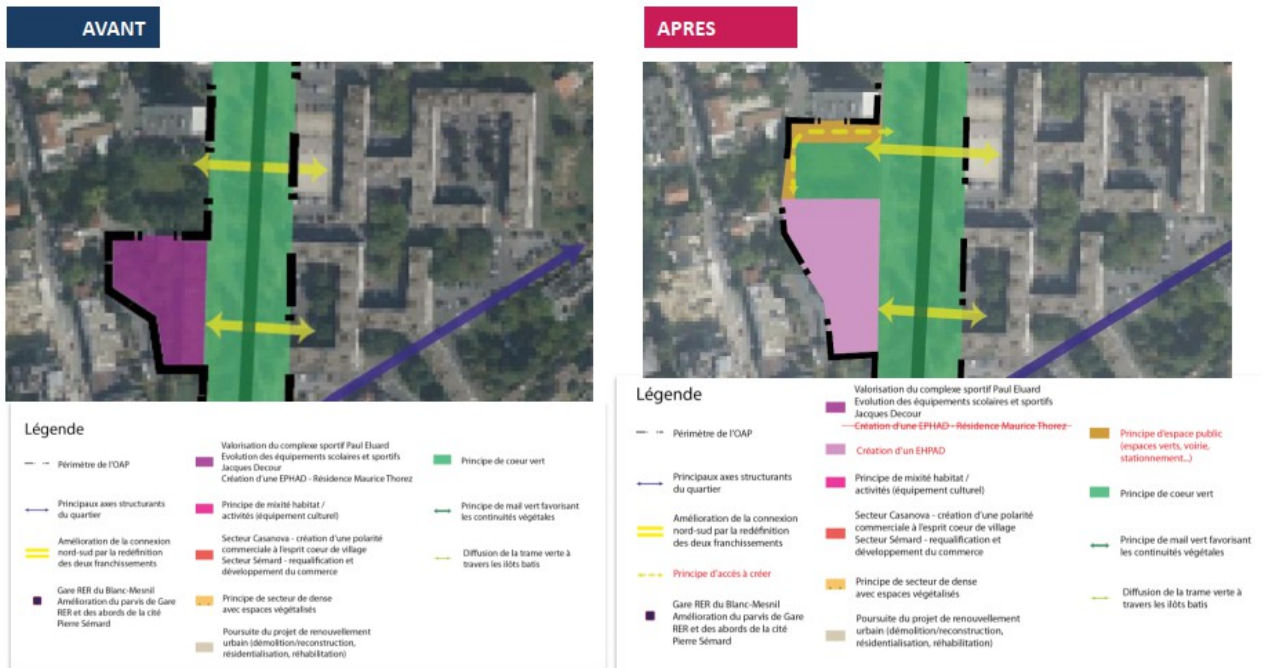 AVANT
APRES
Légende
Périmètre de l'OAP
Principaux axes structurants
du quartier
Amélioration de la connexion
nord-sud par la redéfinition
des deux franchissements
Gare RER du Blanc-Mesnil
Amélioration du parvis de Gare
RER et des abords de la cité
Pierre Sémard
Valorisation du complexe sportif Paul Eluard
Evolution des équipements scolaires et sportifs
Jacques Decour
Création d'une EPHAD - Résidence Maurice Thorez
Principe de mixité habitat /
activités (équipement culturel)
Secteur Casanova - création d'une polarité
commerciale à l'esprit coeur de village
Secteur Sémard - requalification et
développement du commerce
Principe de secteur de dense
avec espaces végétalisés
Poursuite du projet de renouvellement
urbain (démolition/reconstruction,
résidentialisation, réhabilitation)
Principe de coeur vert
Principe de mail vert favorisant
les continuités végétales
Diffusion de la trame verte à
travers les ilôts batis
Légende
Périmètre de l'OAP
Principaux axes structurants
du quartier
Amélioration de la connexion
nord-sud par la redéfinition
des deux franchissements
Principe d'accès à créer
Gare RER du Blanc-Mesnil
Amélioration du parvis de Gare
RER et des abords de la cité
Pierre Sémard
Valorisation du complexe sportif Paul Eluard
Evolution des équipements scolaires et sportifs
Jacques Decour
Création d'une EPHAD - Résidence Maurice Thorez
Création d'un EHPAD
Principe de mixité habitat /
activités (équipement culturel)
Secteur Casanova - création d'une polarité
commerciale à l'esprit coeur de village
Secteur Sémard - requalification et
développement du commerce
Principe de secteur de dense
avec espaces végétalisés
Poursuite du projet de renouvellement
urbain (démolition/reconstruction,
résidentialisation, réhabilitation)
Principe d'espace public
(espaces verts, voirie,
stationnement...)
Principe de coeur vert
Principe de mail vert favorisant
les continuités végétales
Diffusion de la trame verte à
travers les ilôts batis